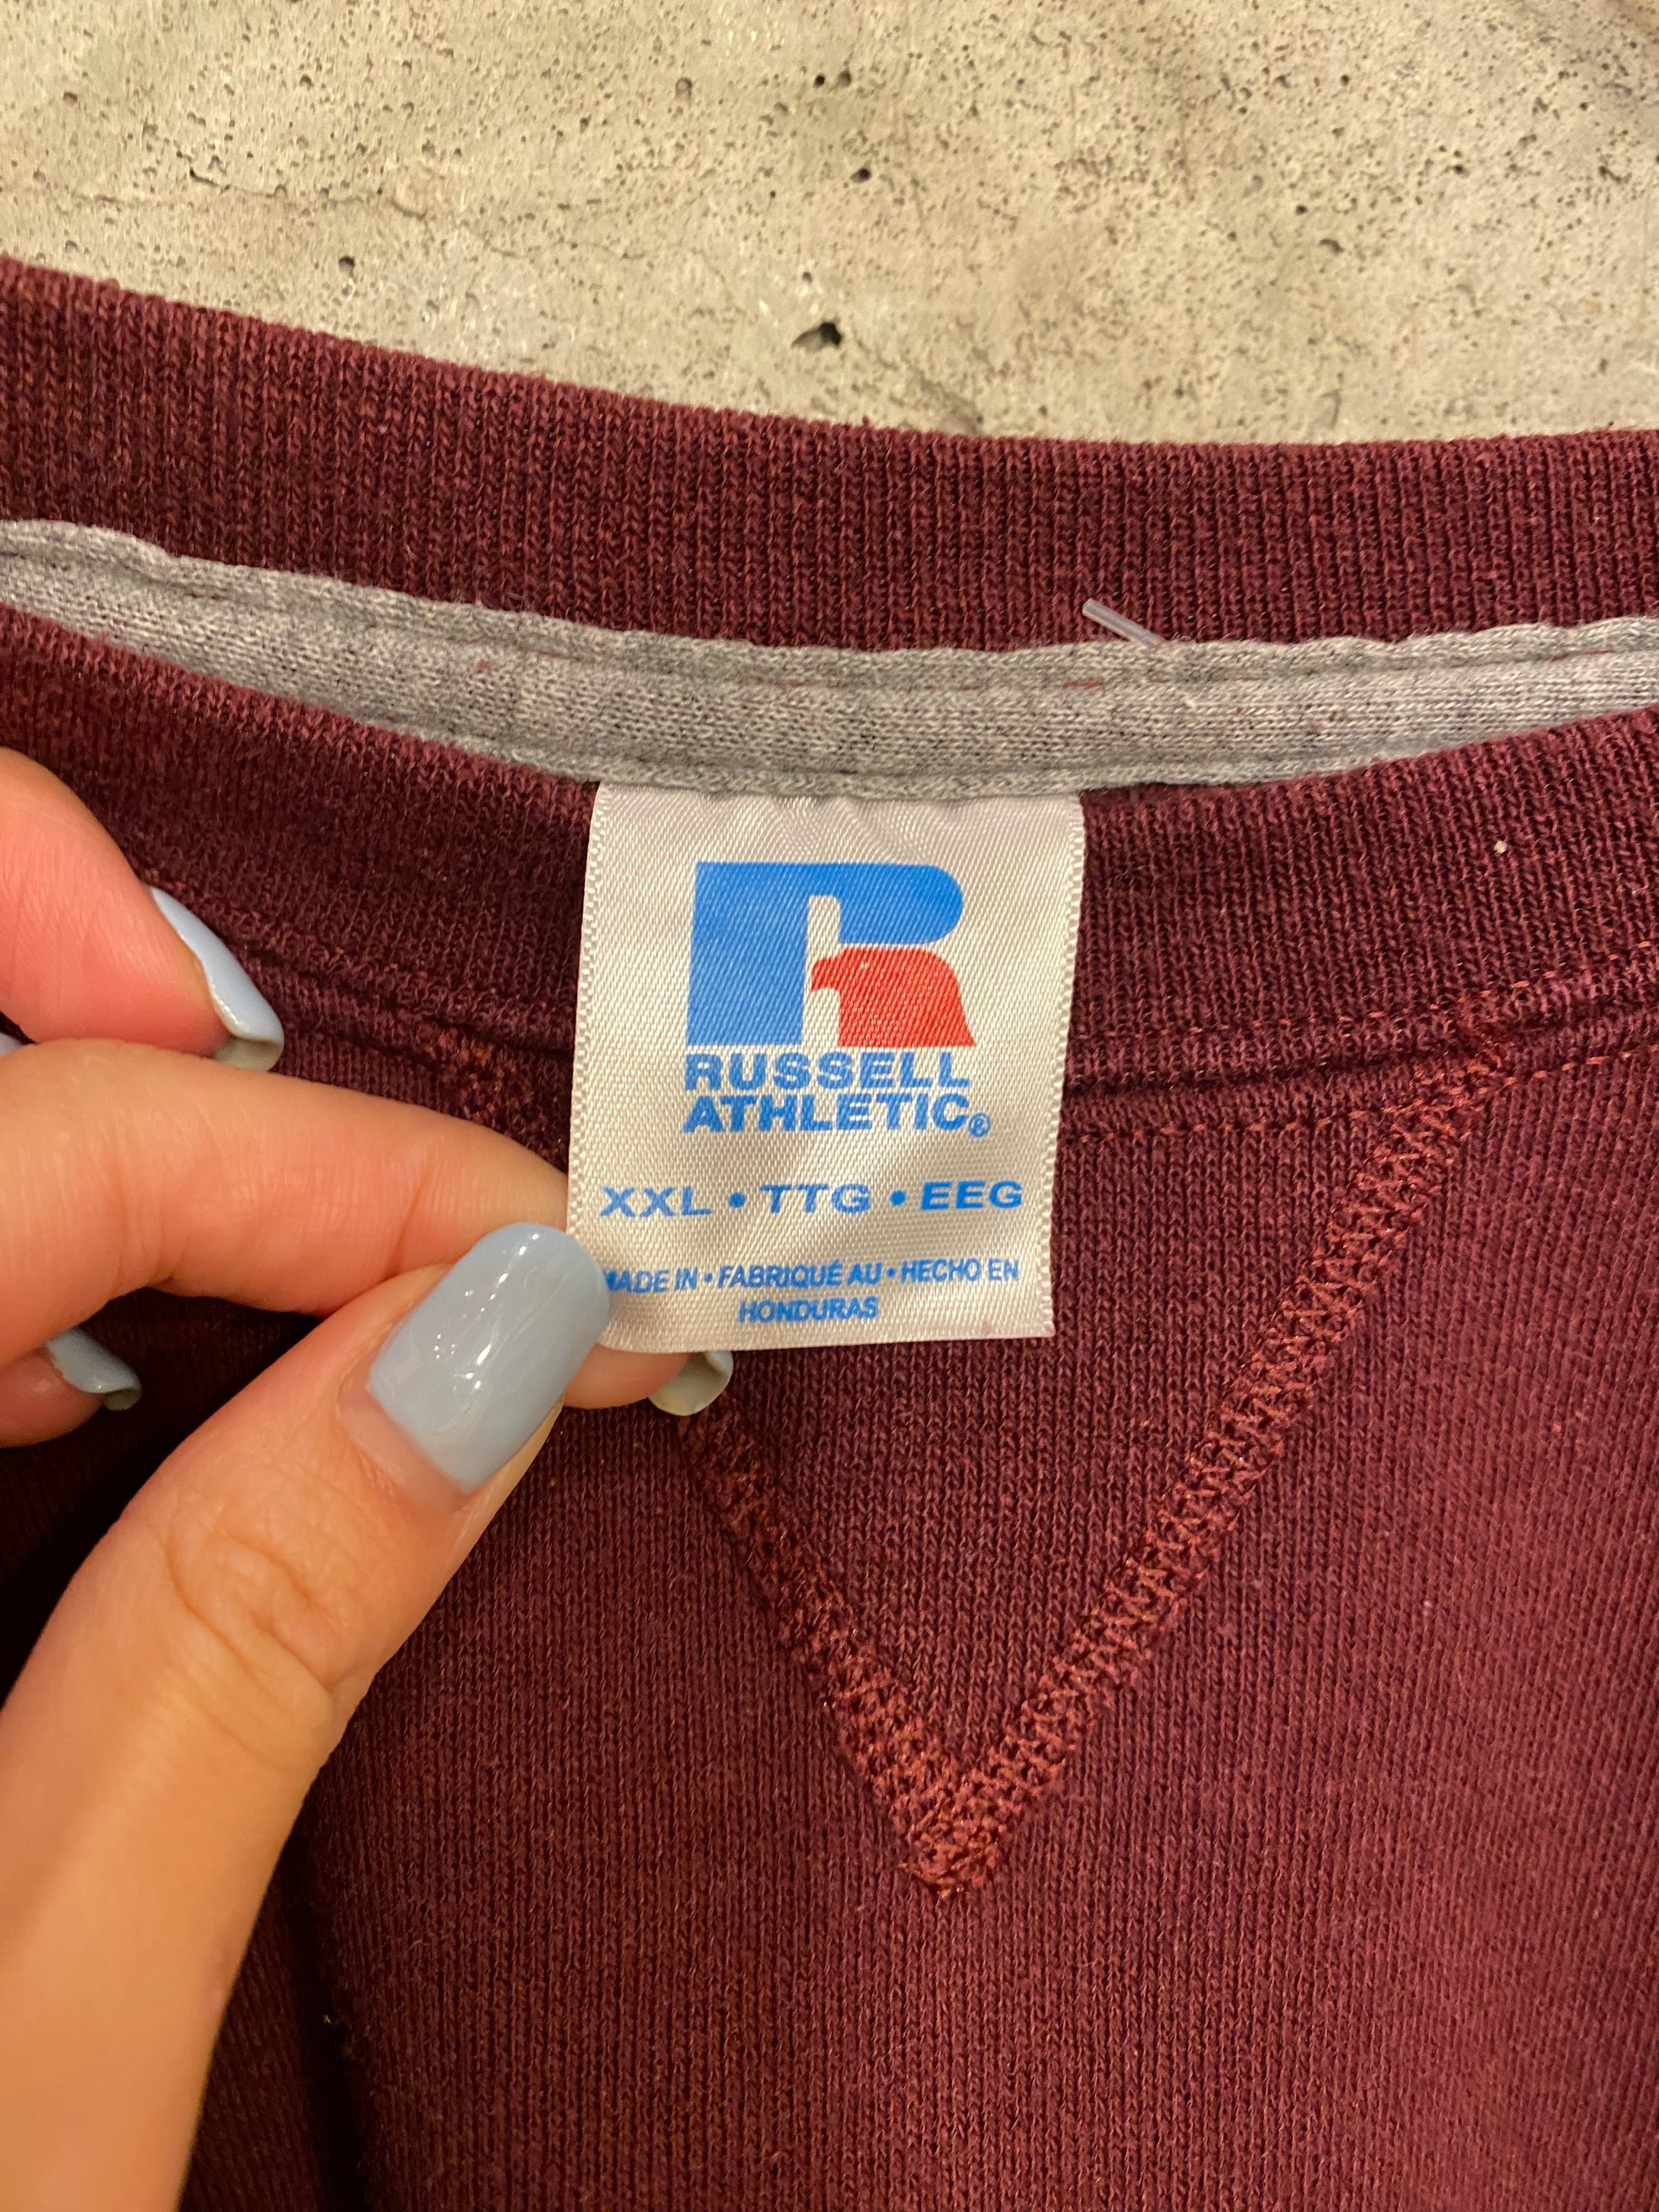 RUSSELL
ATHLETIC®
XXL • TTG • EEG
MADE IN • FABRIQUÉ AU • HECHO EN
HONDURAS